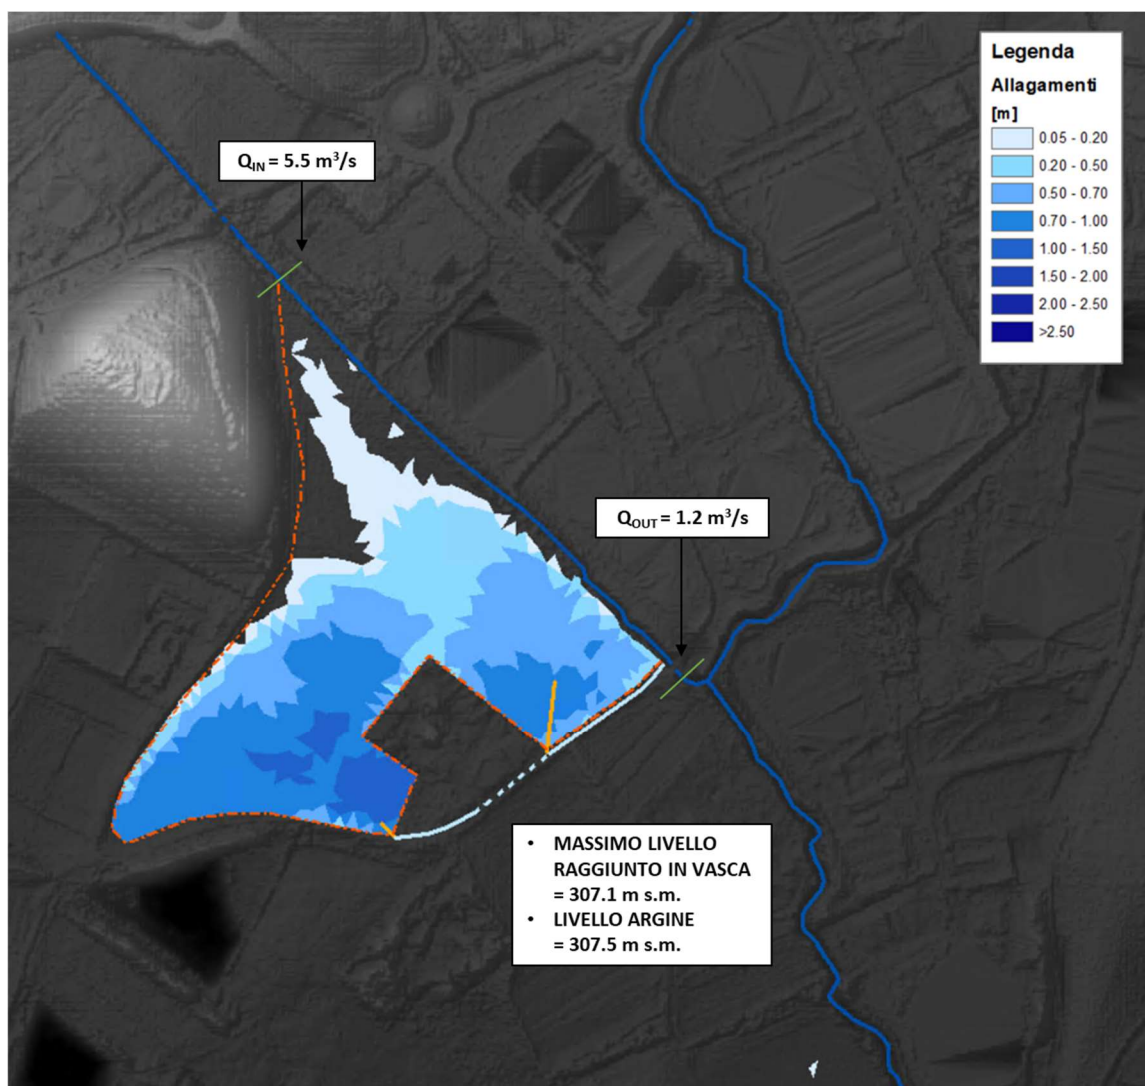 Legenda
Allagamenti
[m]
0.05 - 0.20
0.20 - 0.50
0.50 - 0.70
0.70 - 1.00
1.00 - 1.50
1.50 - 2.00
2.00 - 2.50
>2.50
Q_IN = 5.5 m³/s
Q_OUT = 1.2 m³/s
• MASSIMO LIVELLO
RAGGIUNTO IN VASCA
= 307.1 m s.m.
• LIVELLO ARGINE
= 307.5 m s.m.